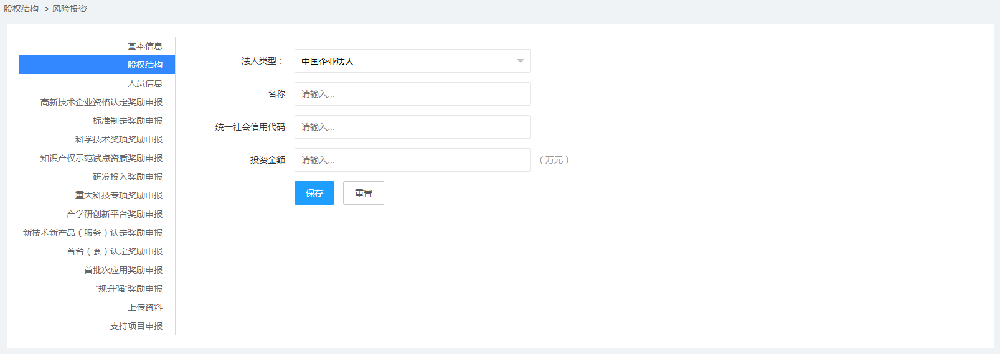 股权结构 > 风险投资
基本信息
股权结构
人员信息
高新技术企业资格认定奖励申报
标准制定奖励申报
科学技术奖项奖励申报
知识产权示范试点资质奖励申报
研发投入奖励申报
重大科技专项奖励申报
产学研创新平台奖励申报
新技术新产品（服务）认定奖励申报
首台（套）认定奖励申报
首批次应用奖励申报
"规升强"奖励申报
上传资料
支持项目申报
法人类型： 中国企业法人
名称 请输入...
统一社会信用代码 请输入...
投资金额 请输入... （万元）
保存 重置